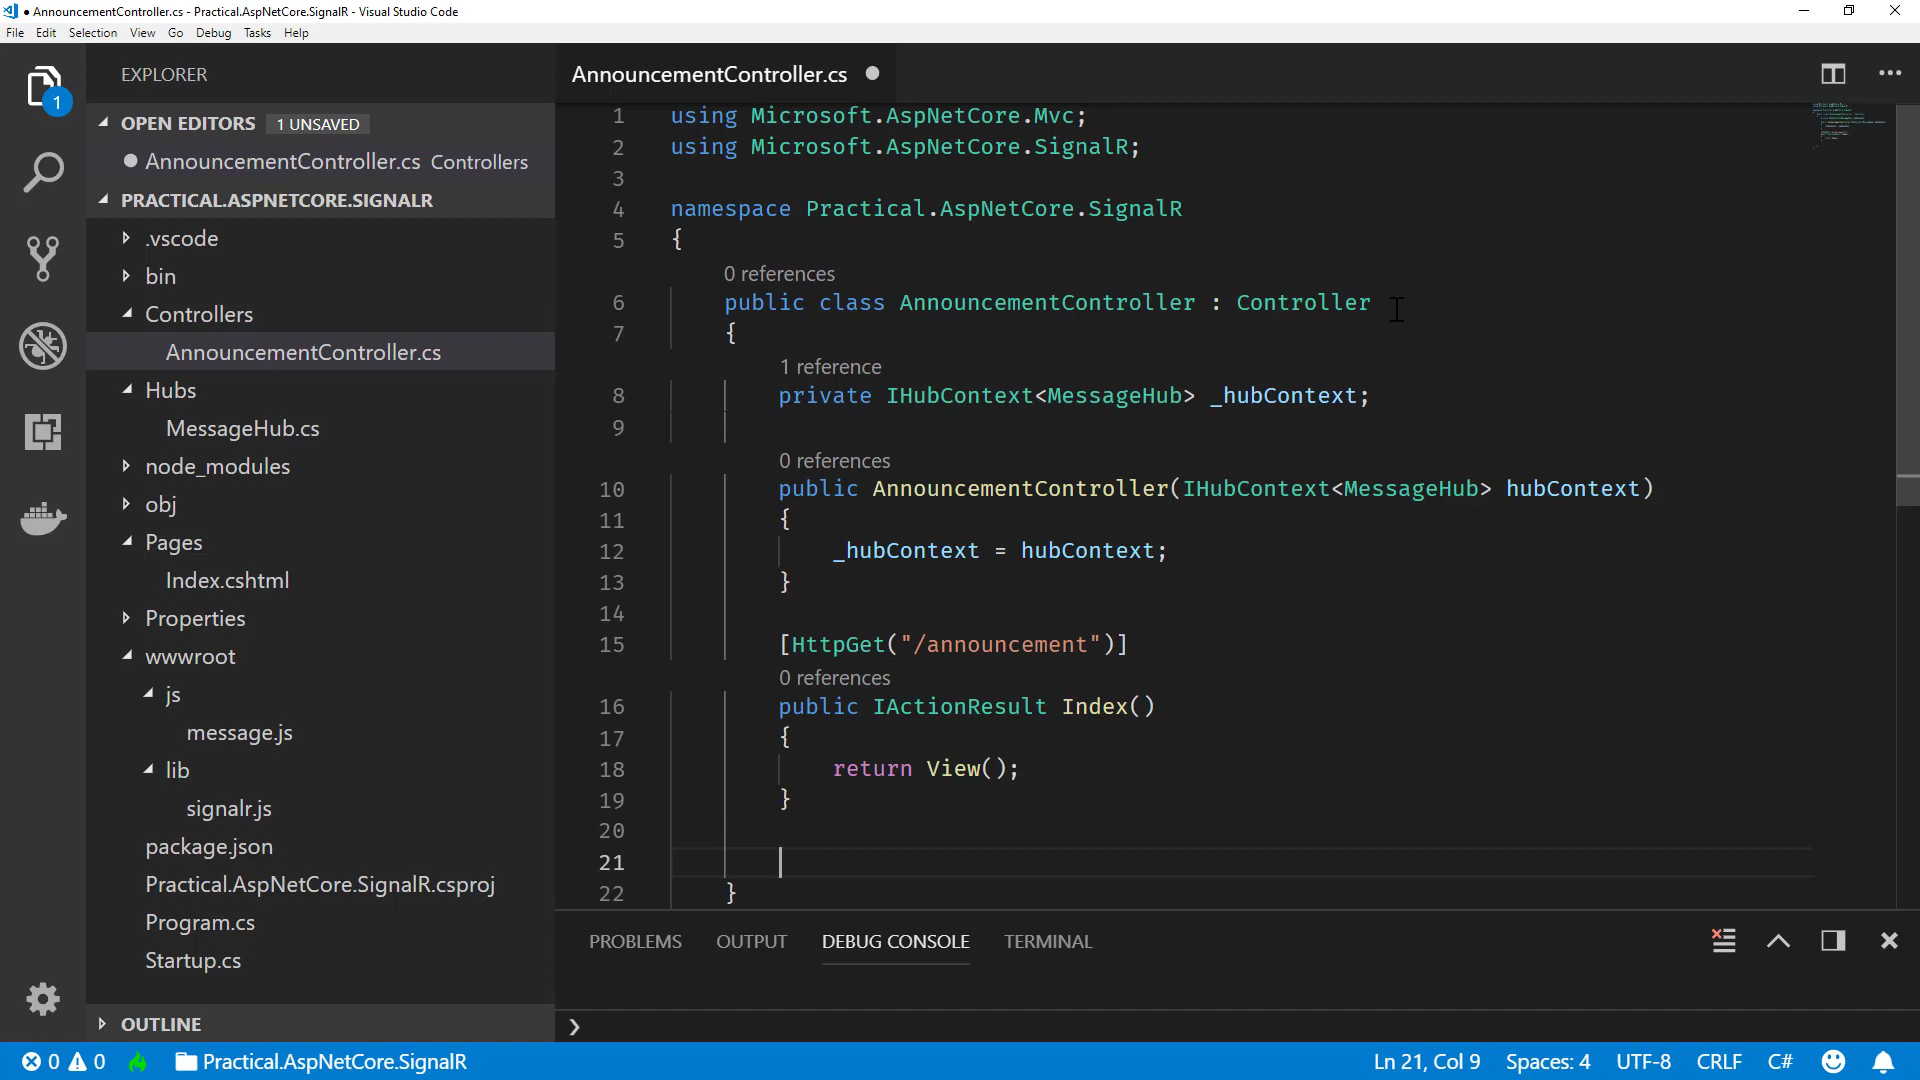 ● AnnouncementController.cs - Practical.AspNetCore.SignalR - Visual Studio Code
File Edit Selection View Go Debug Tasks Help
1
EXPLORER
OPEN EDITORS 1 UNSAVED
AnnouncementController.cs Controllers
PRACTICAL.ASPNETCORE.SIGNALR
.vscode
bin
Controllers
AnnouncementController.cs
Hubs
MessageHub.cs
node_modules
obj
Pages
Index.cshtml
Properties
wwwroot
js
message.js
lib
signalr.js
package.json
Practical.AspNetCore.SignalR.csproj
Program.cs
Startup.cs
OUTLINE
AnnouncementController.cs
1 using Microsoft.AspNetCore.Mvc;
2 using Microsoft.AspNetCore.SignalR;
3
4 namespace Practical.AspNetCore.SignalR
5 {
0 references
6 public class AnnouncementController : Controller
7 {
1 reference
8 private IHubContext<MessageHub> _hubContext;
9
0 references
10 public AnnouncementController(IHubContext<MessageHub> hubContext)
11 {
12 _hubContext = hubContext;
13 }
14
15 [HttpGet("/announcement")]
0 references
16 public IActionResult Index()
17 {
18 return View();
19 }
20
21
22 }
PROBLEMS OUTPUT DEBUG CONSOLE TERMINAL
0 0 Practical.AspNetCore.SignalR Ln 21, Col 9 Spaces: 4 UTF-8 CRLF C#